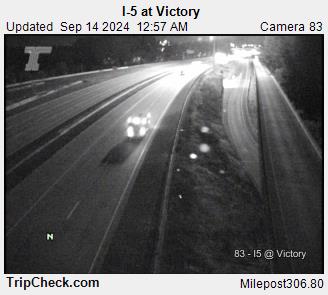 I-5 at Victory
Updated Sep 14 2024 12:57 AM Camera 83
T
N
83 - I5 @ Victory
TripCheck.com Milepost306.80